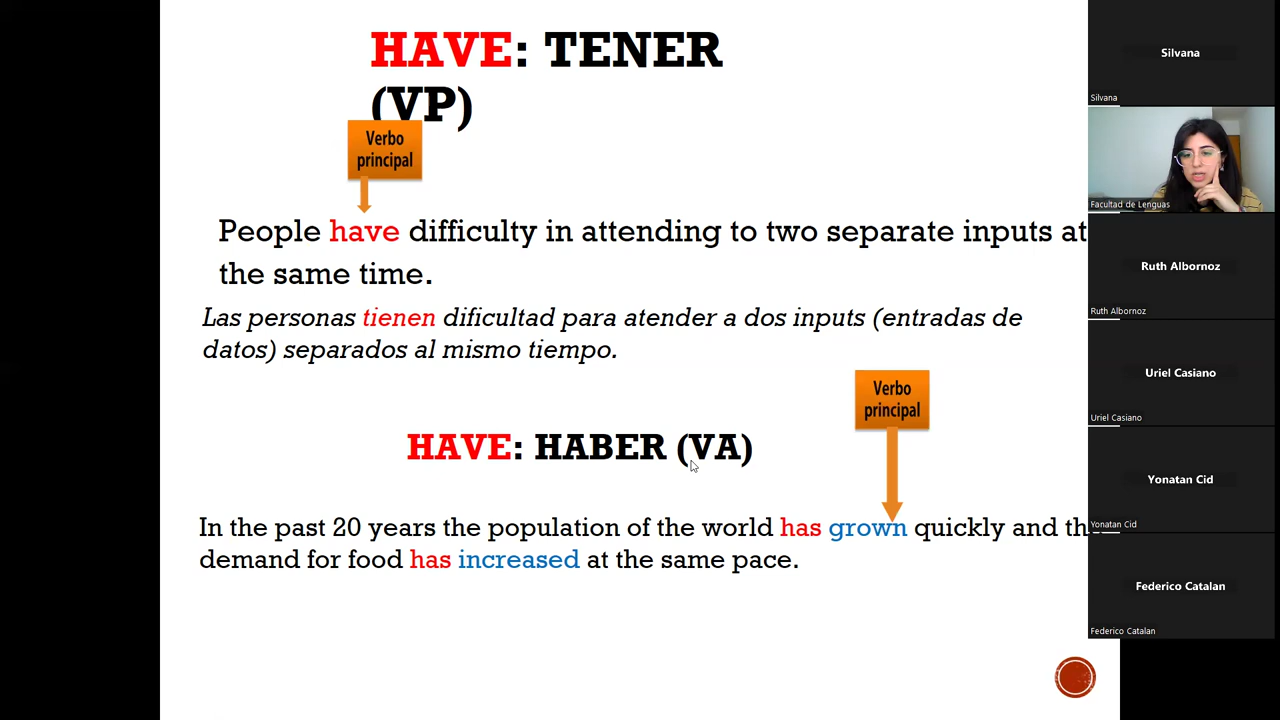 HAVE: TENER
(VP)
Verbo
principal
People have difficulty in attending to two separate inputs at
the same time.
Las personas tienen dificultad para atender a dos inputs (entradas de
datos) separados al mismo tiempo.
Verbo
principal
HAVE: HABER (VA)
In the past 20 years the population of the world has grown quickly and th
demand for food has increased at the same pace.
Silvana
Silvana
Facultad de Lenguas
Ruth Albornoz
Ruth Albornoz
Uriel Casiano
Uriel Casiano
Yonatan Cid
Yonatan Cid
Federico Catalan
Federico Catalan